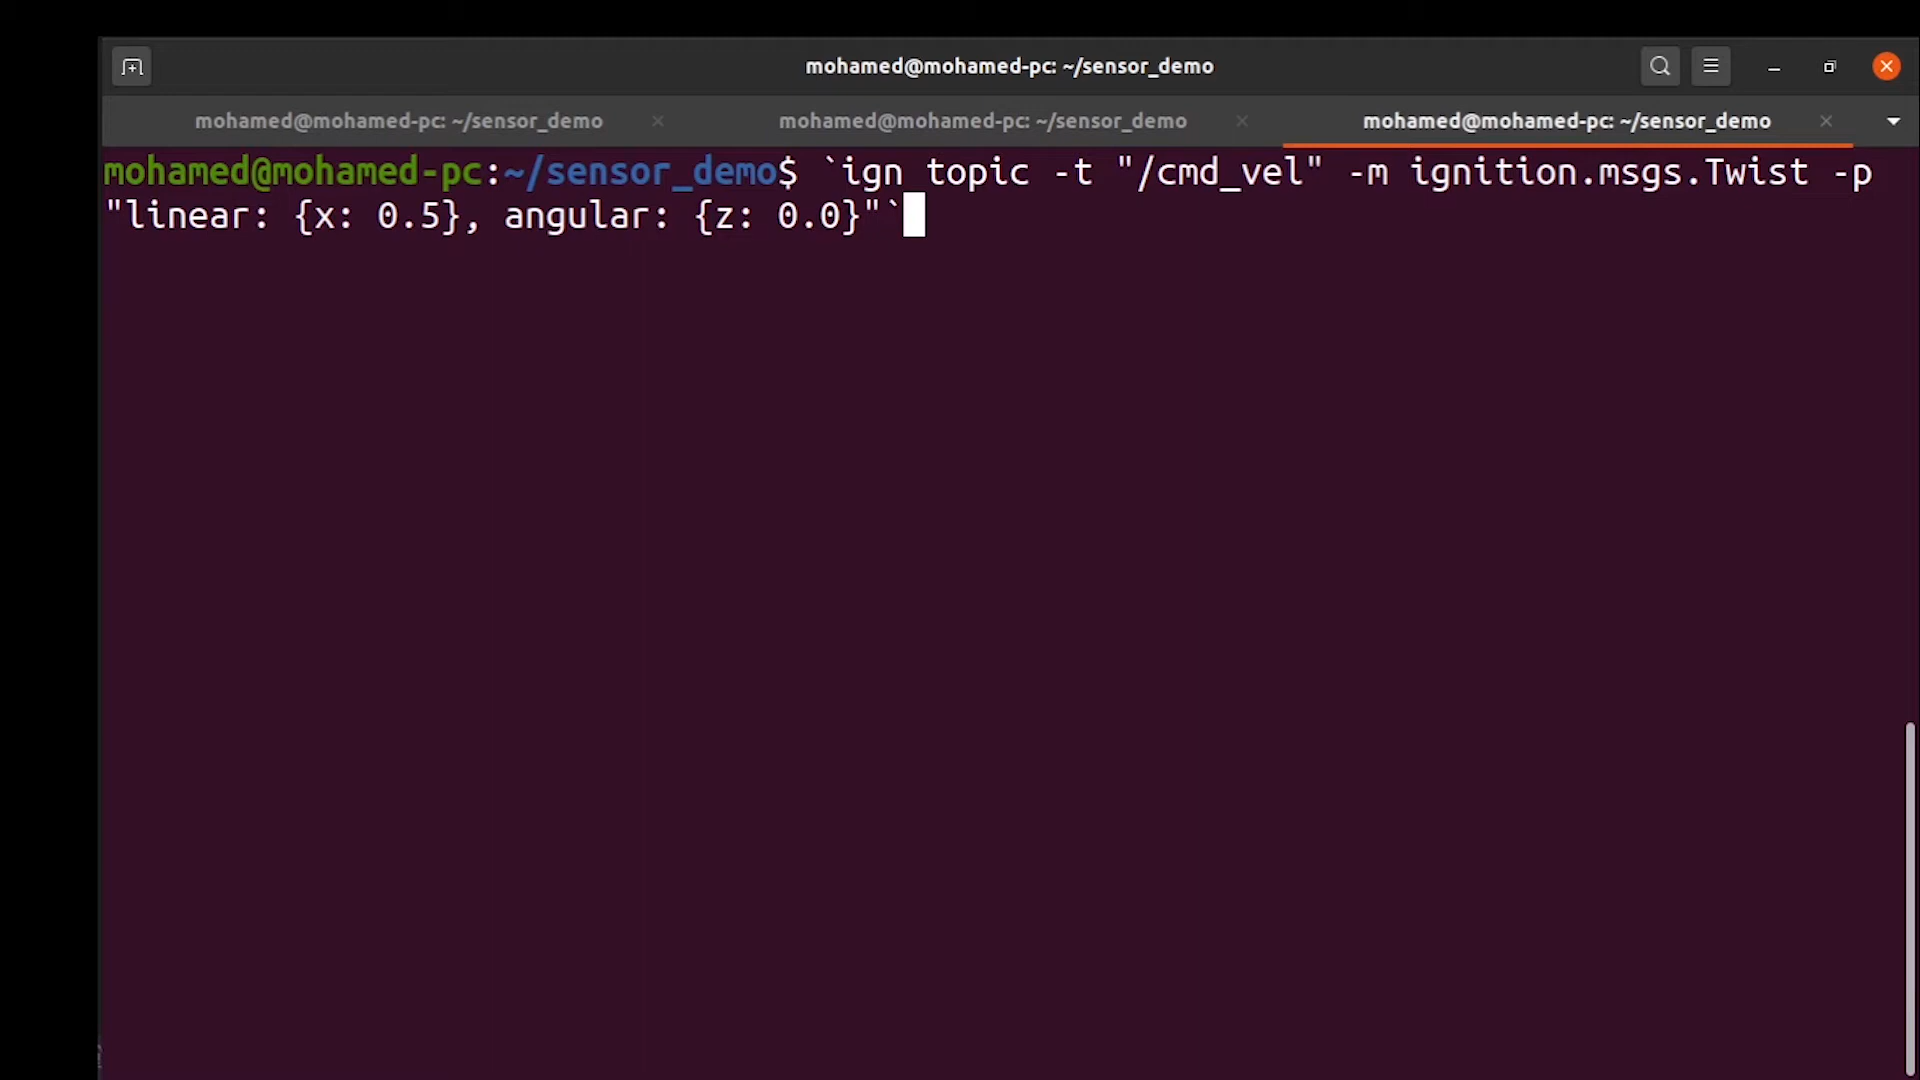 mohamed@mohamed-pc: ~/sensor_demo
mohamed@mohamed-pc: ~/sensor_demo
mohamed@mohamed-pc: ~/sensor_demo
mohamed@mohamed-pc: ~/sensor_demo
mohamed@mohamed-pc:~/sensor_demo$ `ign topic -t "/cmd_vel" -m ignition.msgs.Twist -p
"linear: {x: 0.5}, angular: {z: 0.0}"`